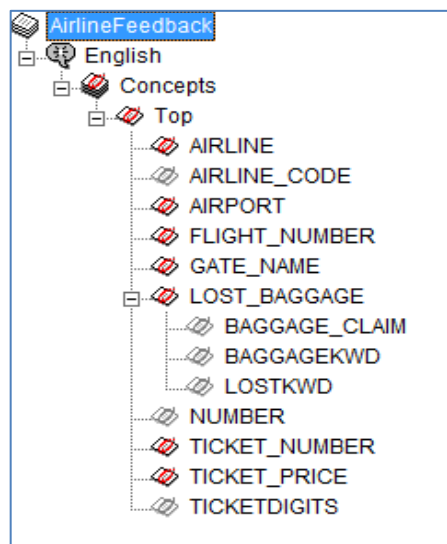 AirlineFeedback
English
Concepts
Top
AIRLINE
AIRLINE_CODE
AIRPORT
FLIGHT_NUMBER
GATE_NAME
LOST_BAGGAGE
BAGGAGE_CLAIM
BAGGAGEKWD
LOSTKWD
NUMBER
TICKET_NUMBER
TICKET_PRICE
TICKETDIGITS